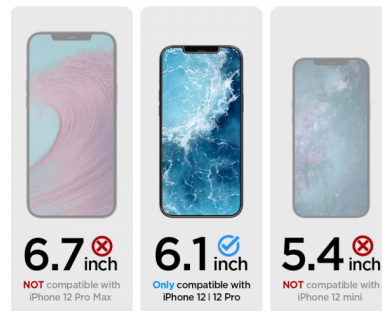 6.7 inch
NOT compatible with
iPhone 12 Pro Max
6.1 inch
Only compatible with
iPhone 12 | 12 Pro
5.4 inch
NOT compatible with
iPhone 12 mini